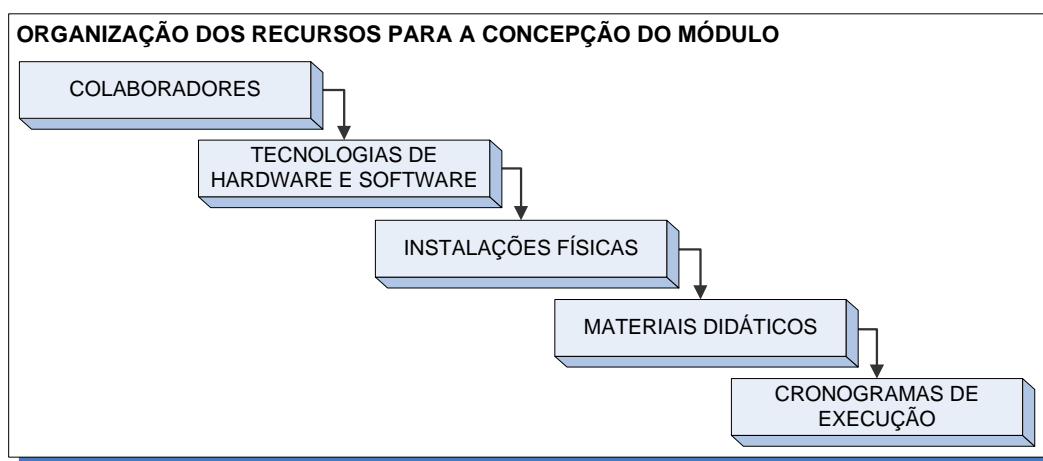 ORGANIZAÇÃO DOS RECURSOS PARA A CONCEPÇÃO DO MÓDULO
COLABORADORES
TECNOLOGIAS DE
HARDWARE E SOFTWARE
INSTALAÇÕES FÍSICAS
MATERIAIS DIDÁTICOS
CRONOGRAMAS DE
EXECUÇÃO